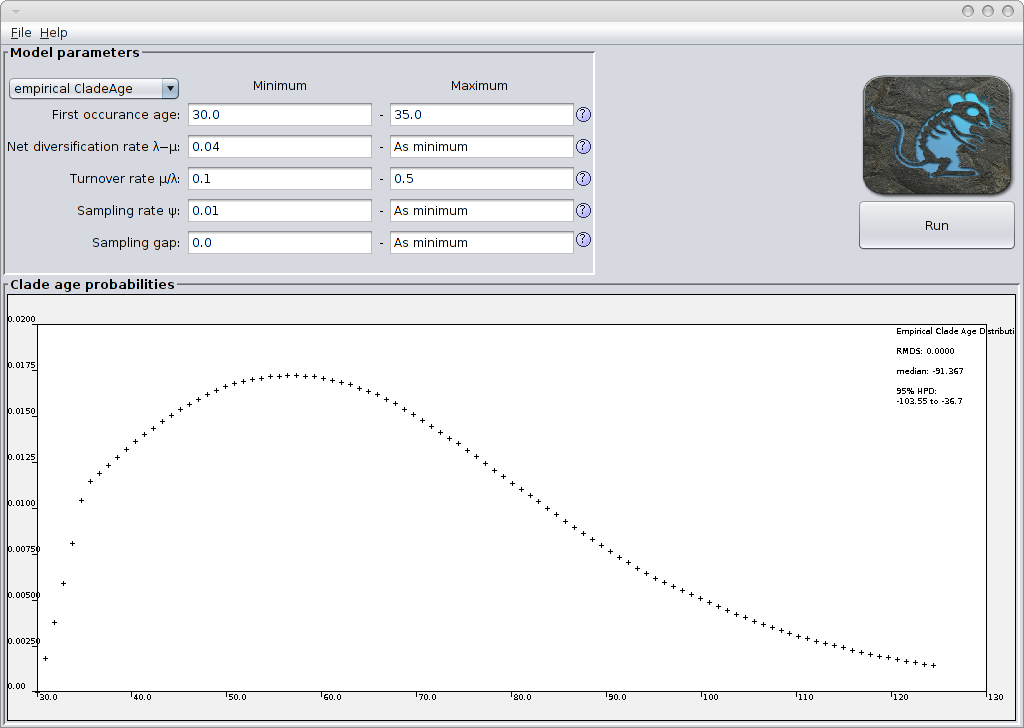 File Help
Model parameters
empirical CladeAge Minimum Maximum
First occurance age: 30.0 - 35.0 ?
Net diversification rate λ−μ: 0.04 - As minimum ?
Turnover rate μ/λ: 0.1 - 0.5 ?
Sampling rate ψ: 0.01 - As minimum ?
Sampling gap: 0.0 - As minimum ?
Run
Clade age probabilities
0.0200
0.0175
0.0150
0.0125
0.0100
0.00750
0.00500
0.00250
0.00
30.0 40.0 50.0 60.0 70.0 80.0 90.0 100 110 120 130
Empirical Clade Age Distributi
RMDS: 0.0000
median: -91.367
95% HPD:
-103.55 to -36.7